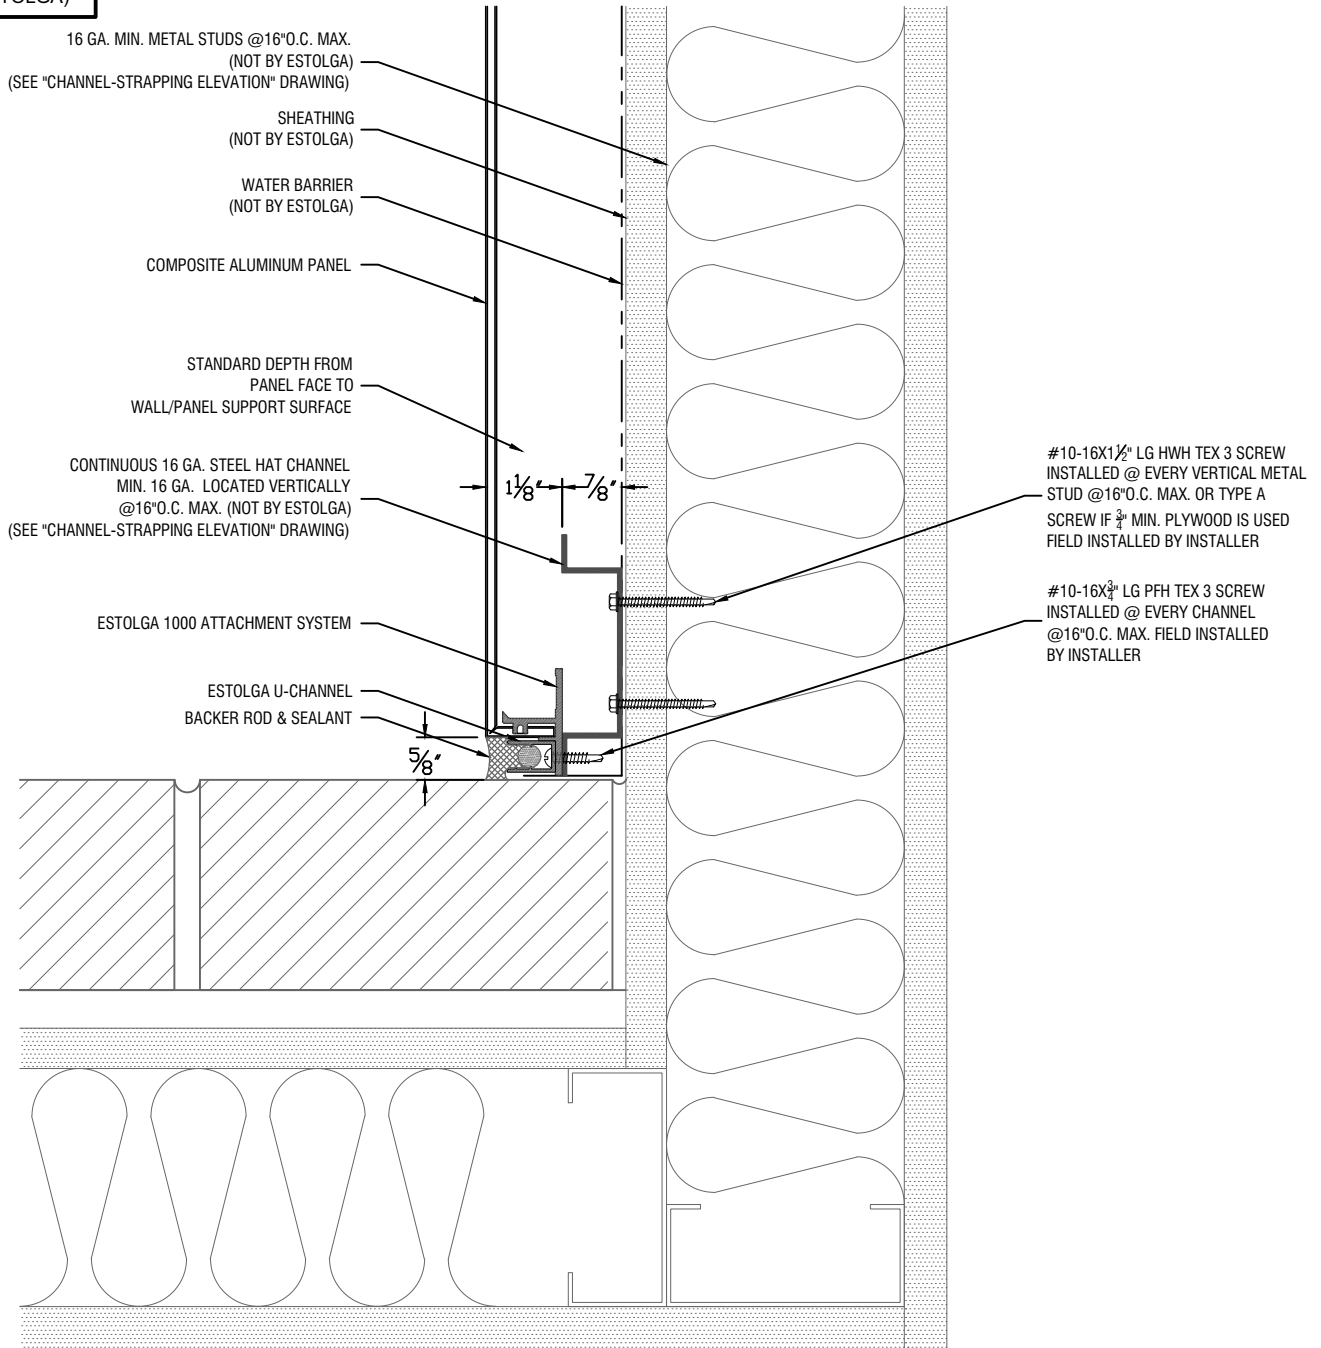 16 GA. MIN. METAL STUDS @16"O.C. MAX.
(NOT BY ESTOLGA)
(SEE "CHANNEL-STRAPPING ELEVATION" DRAWING)
SHEATHING
(NOT BY ESTOLGA)
WATER BARRIER
(NOT BY ESTOLGA)
COMPOSITE ALUMINUM PANEL
STANDARD DEPTH FROM
PANEL FACE TO
WALL/PANEL SUPPORT SURFACE
CONTINUOUS 16 GA. STEEL HAT CHANNEL
MIN. 16 GA. LOCATED VERTICALLY
@16"O.C. MAX. (NOT BY ESTOLGA)
(SEE "CHANNEL-STRAPPING ELEVATION" DRAWING)
1 1/8"
7/8"
ESTOLGA 1000 ATTACHMENT SYSTEM
ESTOLGA U-CHANNEL
BACKER ROD & SEALANT
5/8"
#10-16X1 1/2" LG HWH TEX 3 SCREW
INSTALLED @ EVERY VERTICAL METAL
STUD @16"O.C. MAX. OR TYPE A
SCREW IF 3/4" MIN. PLYWOOD IS USED
FIELD INSTALLED BY INSTALLER
#10-16X3/4" LG PFH TEX 3 SCREW
INSTALLED @ EVERY CHANNEL
@16"O.C. MAX. FIELD INSTALLED
BY INSTALLER